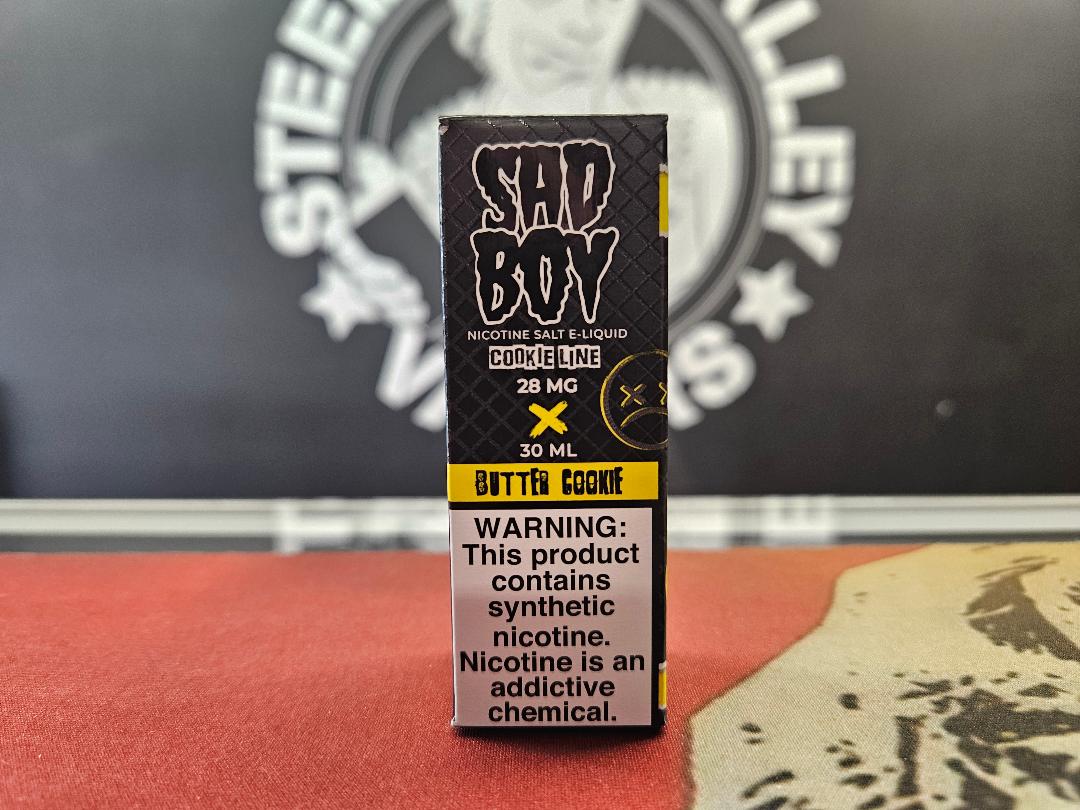 SAD
BOY
NICOTINE SALT E-LIQUID
COOKIE LINE
28 MG
X
30 ML
BUTTER COOKIE
WARNING:
This product
contains
synthetic
nicotine.
Nicotine is an
addictive
chemical.